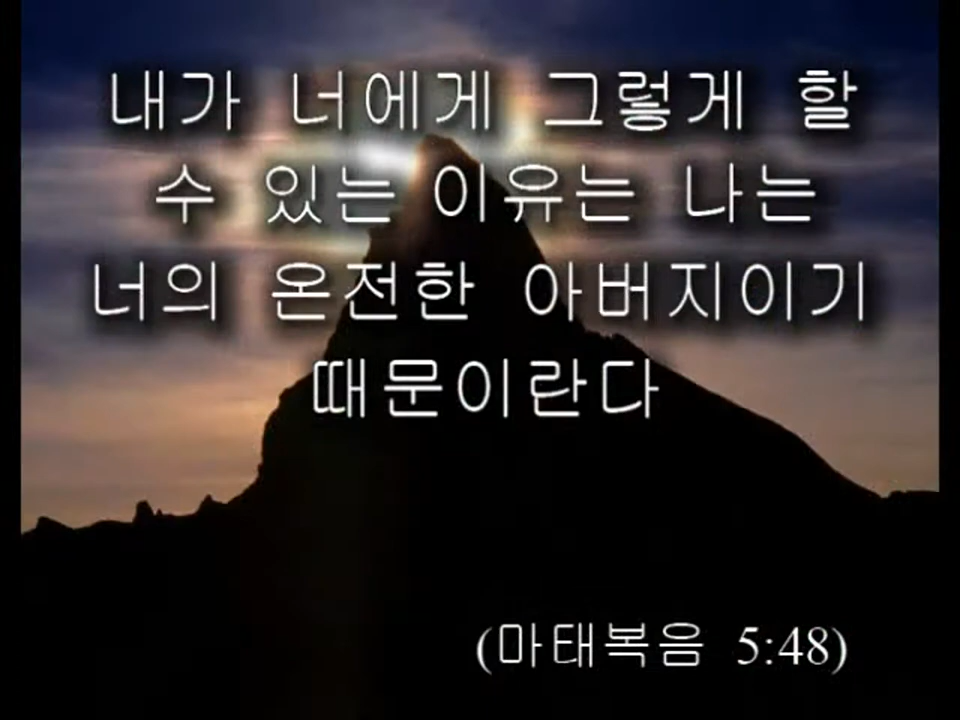 내가 너에게 그렇게 할
수 있는 이유는 나는
너의 온전한 아버지이기
때문이란다
(마태복음 5:48)